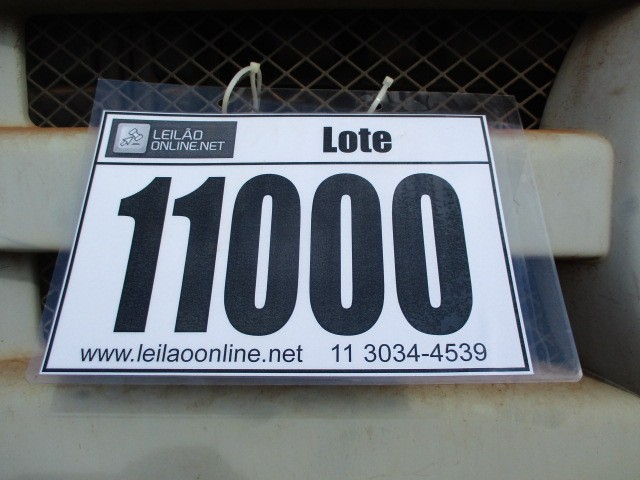 LEILÃO
ONLINE.NET
Lote
11000
www.leilaoonline.net 11 3034-4539